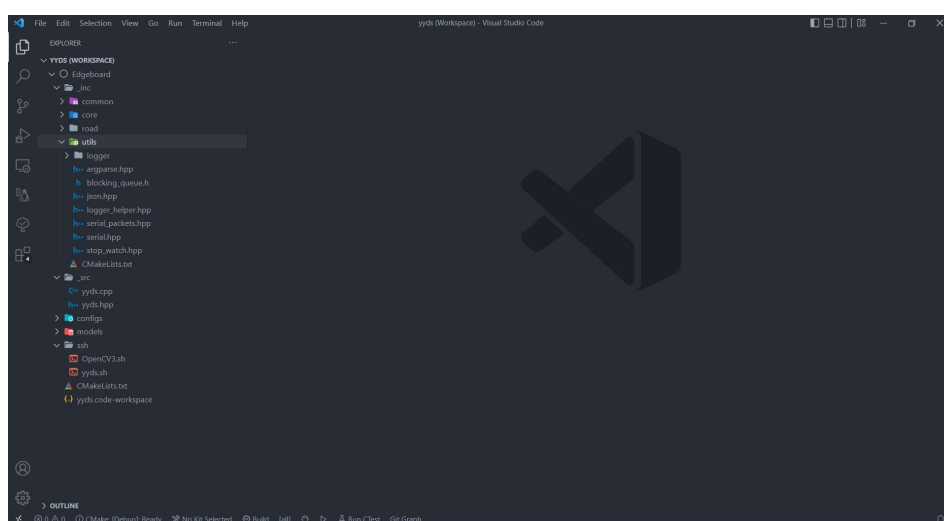 File Edit Selection View Go Run Terminal Help yyds (Workspace) - Visual Studio Code
EXPLORER
YYDS (WORKSPACE)
Edgeboard
_inc
common
core
road
utils
logger
h++ argparse.hpp
h blocking_queue.h
h++ json.hpp
h++ logger_helper.hpp
h++ serial_packets.hpp
h++ serial.hpp
h++ stop_watch.hpp
CMakeLists.txt
_src
C++ yyds.cpp
h++ yyds.hpp
configs
models
ssh
OpenCV3.sh
yyds.sh
CMakeLists.txt
{..} yyds.code-workspace
4
OUTLINE
0 0 CMake: [Debug]: Ready No Kit Selected Build [all] Run CTest Git Graph